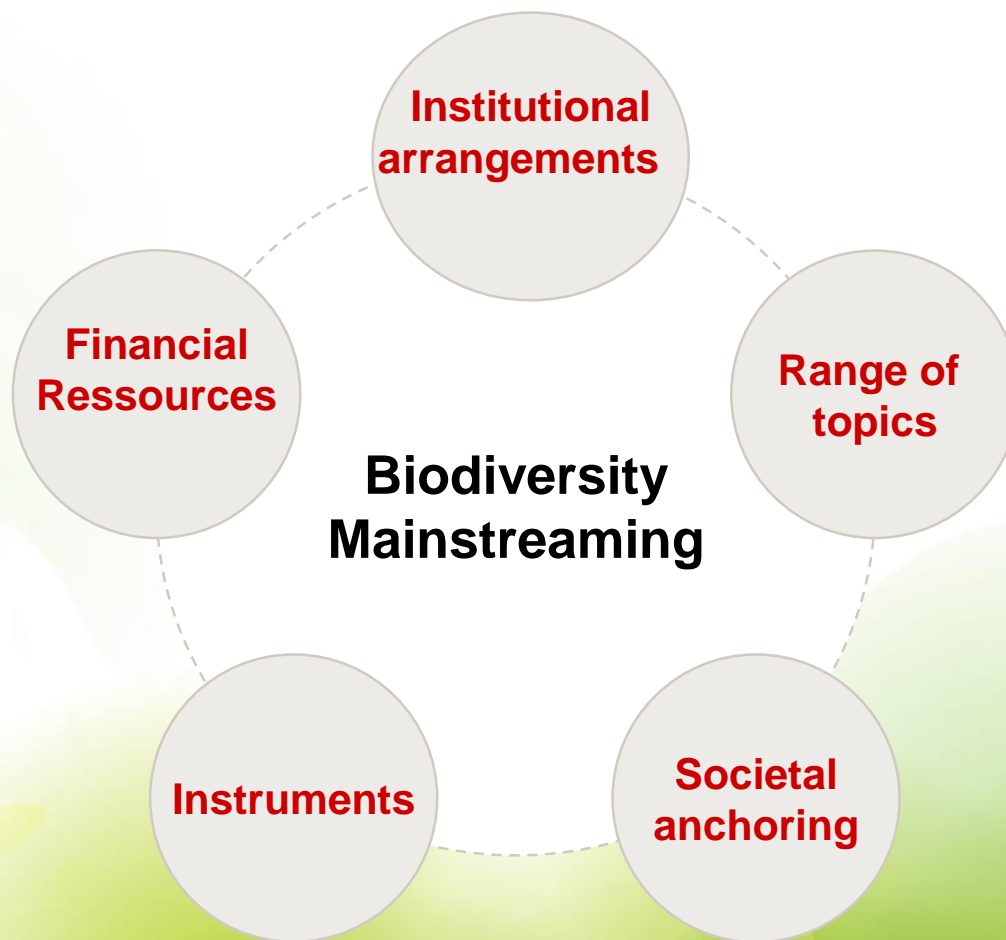 Institutional
arrangements
Financial
Ressources
Range of
topics
Biodiversity
Mainstreaming
Instruments
Societal
anchoring